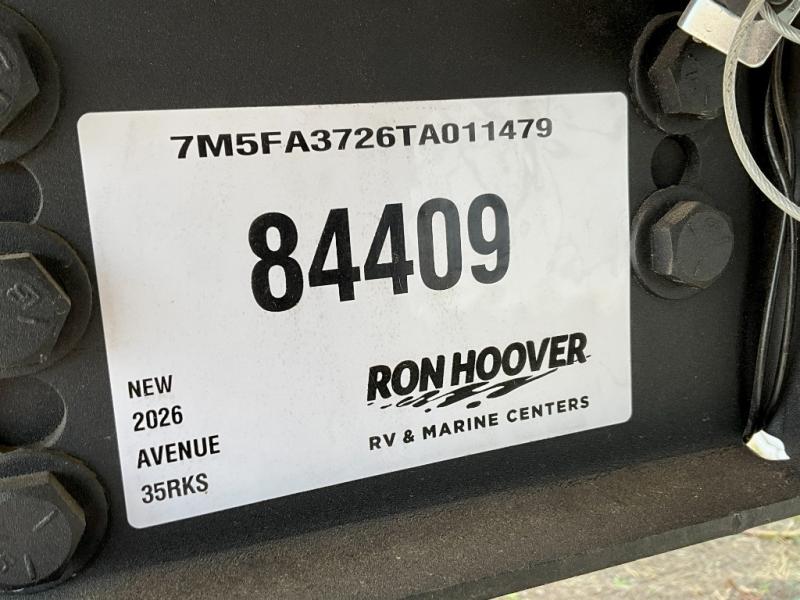 7M5FA3726TA011479
84409
NEW
2026
AVENUE
35RKS
RON HOOVER
RV & MARINE CENTERS